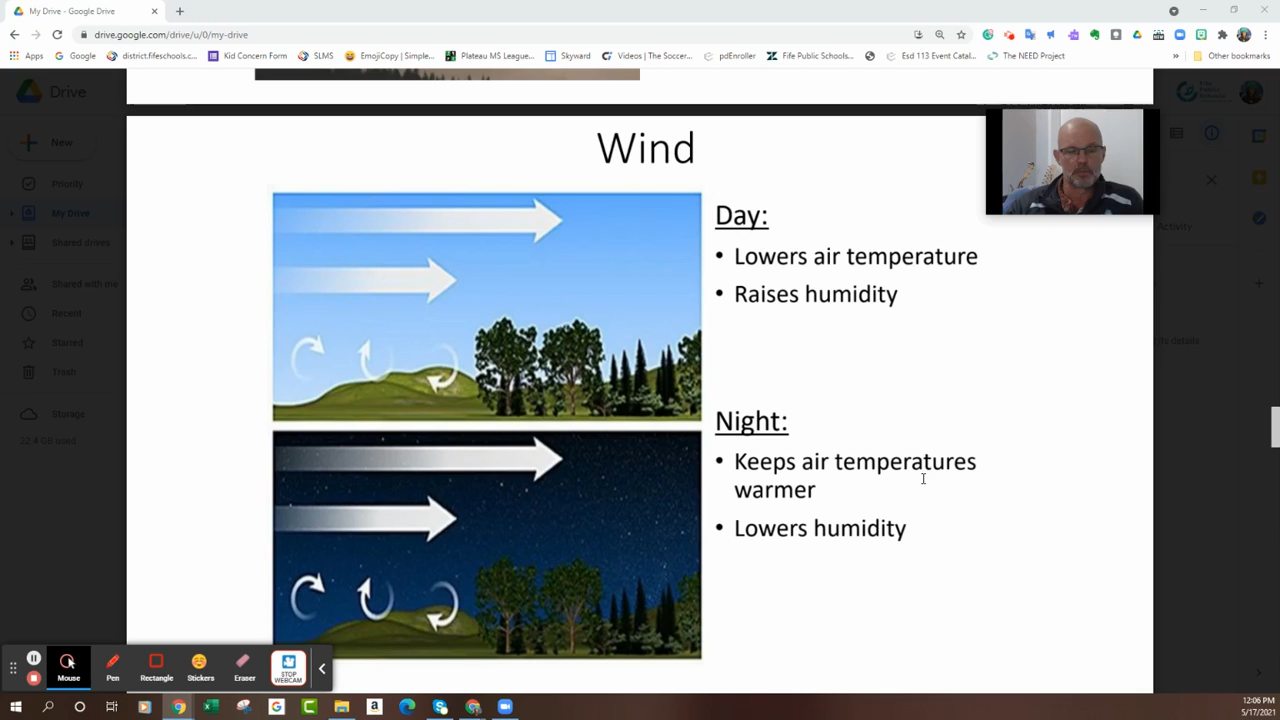 My Drive - Google Drive
drive.google.com/drive/u/0/my-drive
Apps Google district.fifeschools.c... Kid Concern Form SLMS EmojiCopy | Simple... Plateau MS League... Skyward Videos | The Soccer... pdEnroller Fife Public Schools... Esd 113 Event Catal... The NEED Project Other bookmarks
Drive
New
Priority
My Drive
Shared drives
Shared with me
Recent
Starred
Trash
Storage
22.4 GB used
Wind
Day:
• Lowers air temperature
• Raises humidity
Night:
• Keeps air temperatures
warmer
• Lowers humidity
Activity
its details
Mouse Pen Rectangle Stickers Eraser STOP
WEBCAM
12:06 PM
5/17/2021